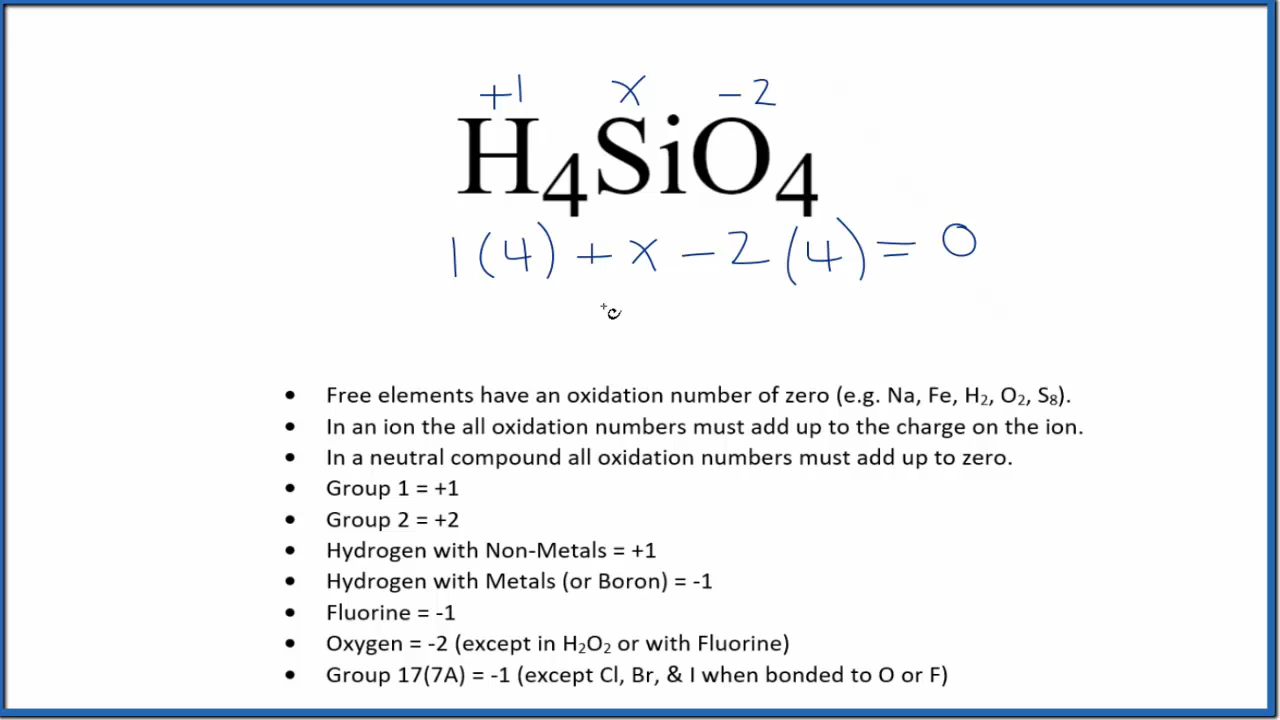 +1 x -2
H₄SiO₄
1(4) + x - 2(4) = 0
• Free elements have an oxidation number of zero (e.g. Na, Fe, H₂, O₂, S₈).
• In an ion the all oxidation numbers must add up to the charge on the ion.
• In a neutral compound all oxidation numbers must add up to zero.
• Group 1 = +1
• Group 2 = +2
• Hydrogen with Non-Metals = +1
• Hydrogen with Metals (or Boron) = -1
• Fluorine = -1
• Oxygen = -2 (except in H₂O₂ or with Fluorine)
• Group 17(7A) = -1 (except Cl, Br, & I when bonded to O or F)